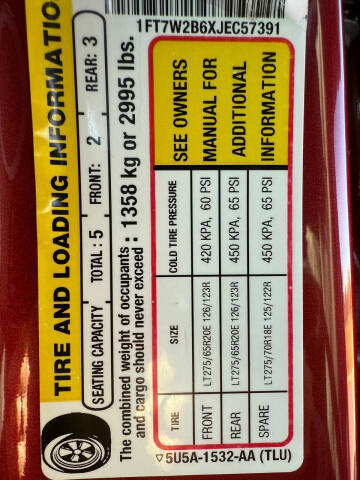 1FT7W2B6XJEC57391
TIRE AND LOADING INFORMATIO
SEATING CAPACITY TOTAL : 5 FRONT: 2 REAR: 3
The combined weight of occupants
and cargo should never exceed : 1358 kg or 2995 lbs.
TIRE SIZE COLD TIRE PRESSURE SEE OWNERS
FRONT LT275/65R20E 126/123R 420 KPA, 60 PSI MANUAL FOR
REAR LT275/65R20E 126/123R 450 KPA, 65 PSI ADDITIONAL
SPARE LT275/70R18E 125/122R 450 KPA, 65 PSI INFORMATION
▽5U5A-1532-AA (TLU)